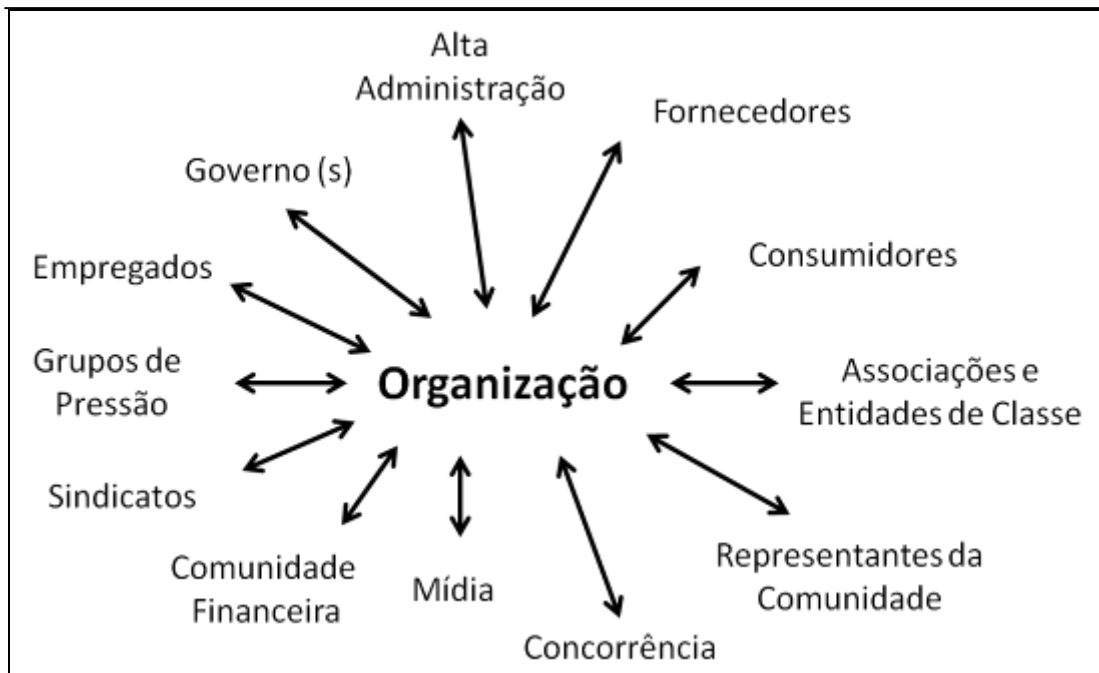 Alta
Administração
Fornecedores
Governo (s)
Consumidores
Empregados
Grupos de
Pressão
Organização
Associações e
Entidades de Classe
Sindicatos
Comunidade
Financeira
Mídia
Representantes da
Comunidade
Concorrência